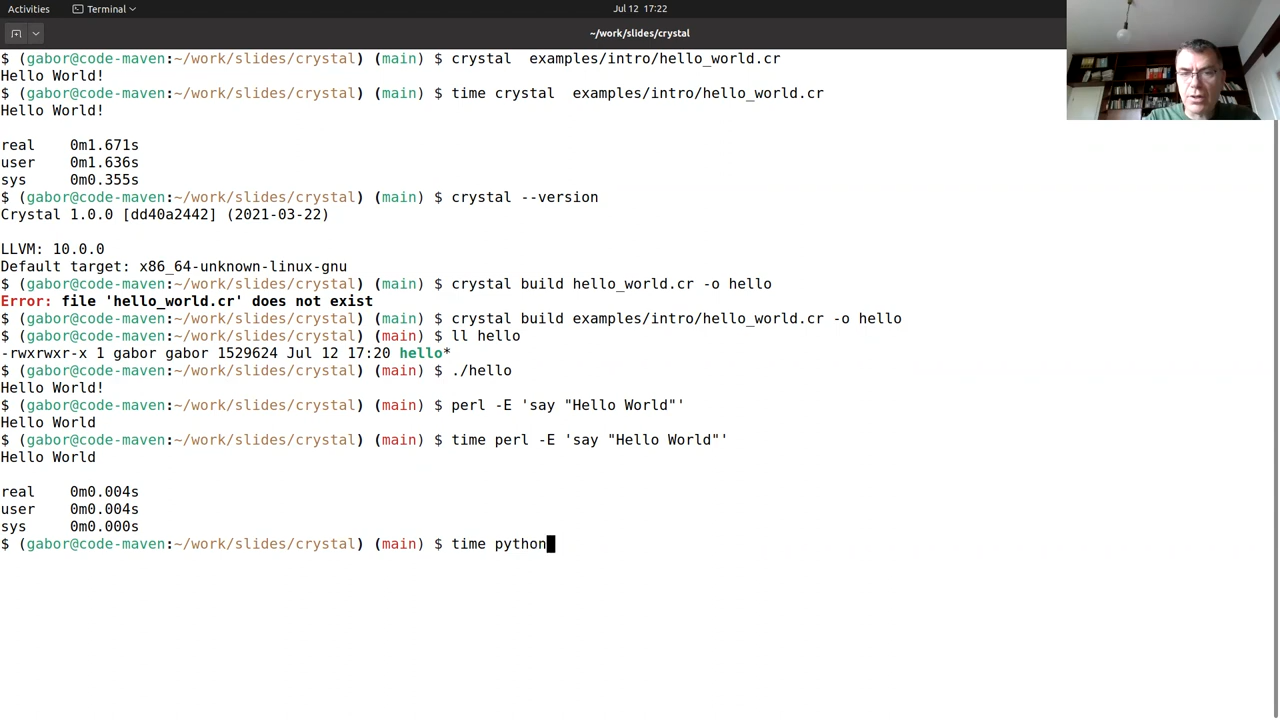 Activities
Terminal
Jul 12 17:22
~/work/slides/crystal
$ (gabor@code-maven:~/work/slides/crystal) (main) $ crystal  examples/intro/hello_world.cr
Hello World!
$ (gabor@code-maven:~/work/slides/crystal) (main) $ time crystal  examples/intro/hello_world.cr
Hello World!
real    0m1.671s
user    0m1.636s
sys     0m0.355s
$ (gabor@code-maven:~/work/slides/crystal) (main) $ crystal --version
Crystal 1.0.0 [dd40a2442] (2021-03-22)
LLVM: 10.0.0
Default target: x86_64-unknown-linux-gnu
$ (gabor@code-maven:~/work/slides/crystal) (main) $ crystal build hello_world.cr -o hello
Error: file 'hello_world.cr' does not exist
$ (gabor@code-maven:~/work/slides/crystal) (main) $ crystal build examples/intro/hello_world.cr -o hello
$ (gabor@code-maven:~/work/slides/crystal) (main) $ ll hello
-rwxrwxr-x 1 gabor gabor 1529624 Jul 12 17:20 hello*
$ (gabor@code-maven:~/work/slides/crystal) (main) $ ./hello
Hello World!
$ (gabor@code-maven:~/work/slides/crystal) (main) $ perl -E 'say "Hello World"'
Hello World
$ (gabor@code-maven:~/work/slides/crystal) (main) $ time perl -E 'say "Hello World"'
Hello World
real    0m0.004s
user    0m0.004s
sys     0m0.000s
$ (gabor@code-maven:~/work/slides/crystal) (main) $ time python